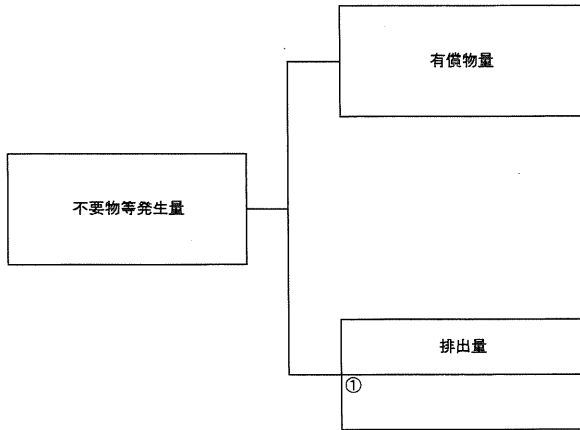 有償物量
不要物等発生量
排出量
①